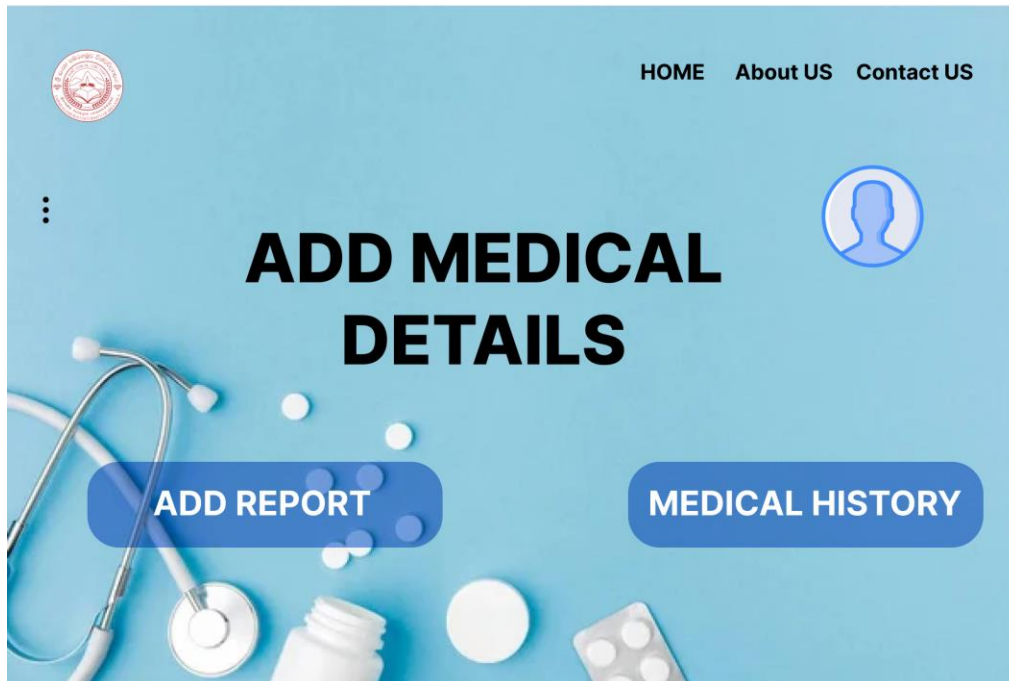 HOME About US Contact US
ADD MEDICAL
DETAILS
ADD REPORT
MEDICAL HISTORY